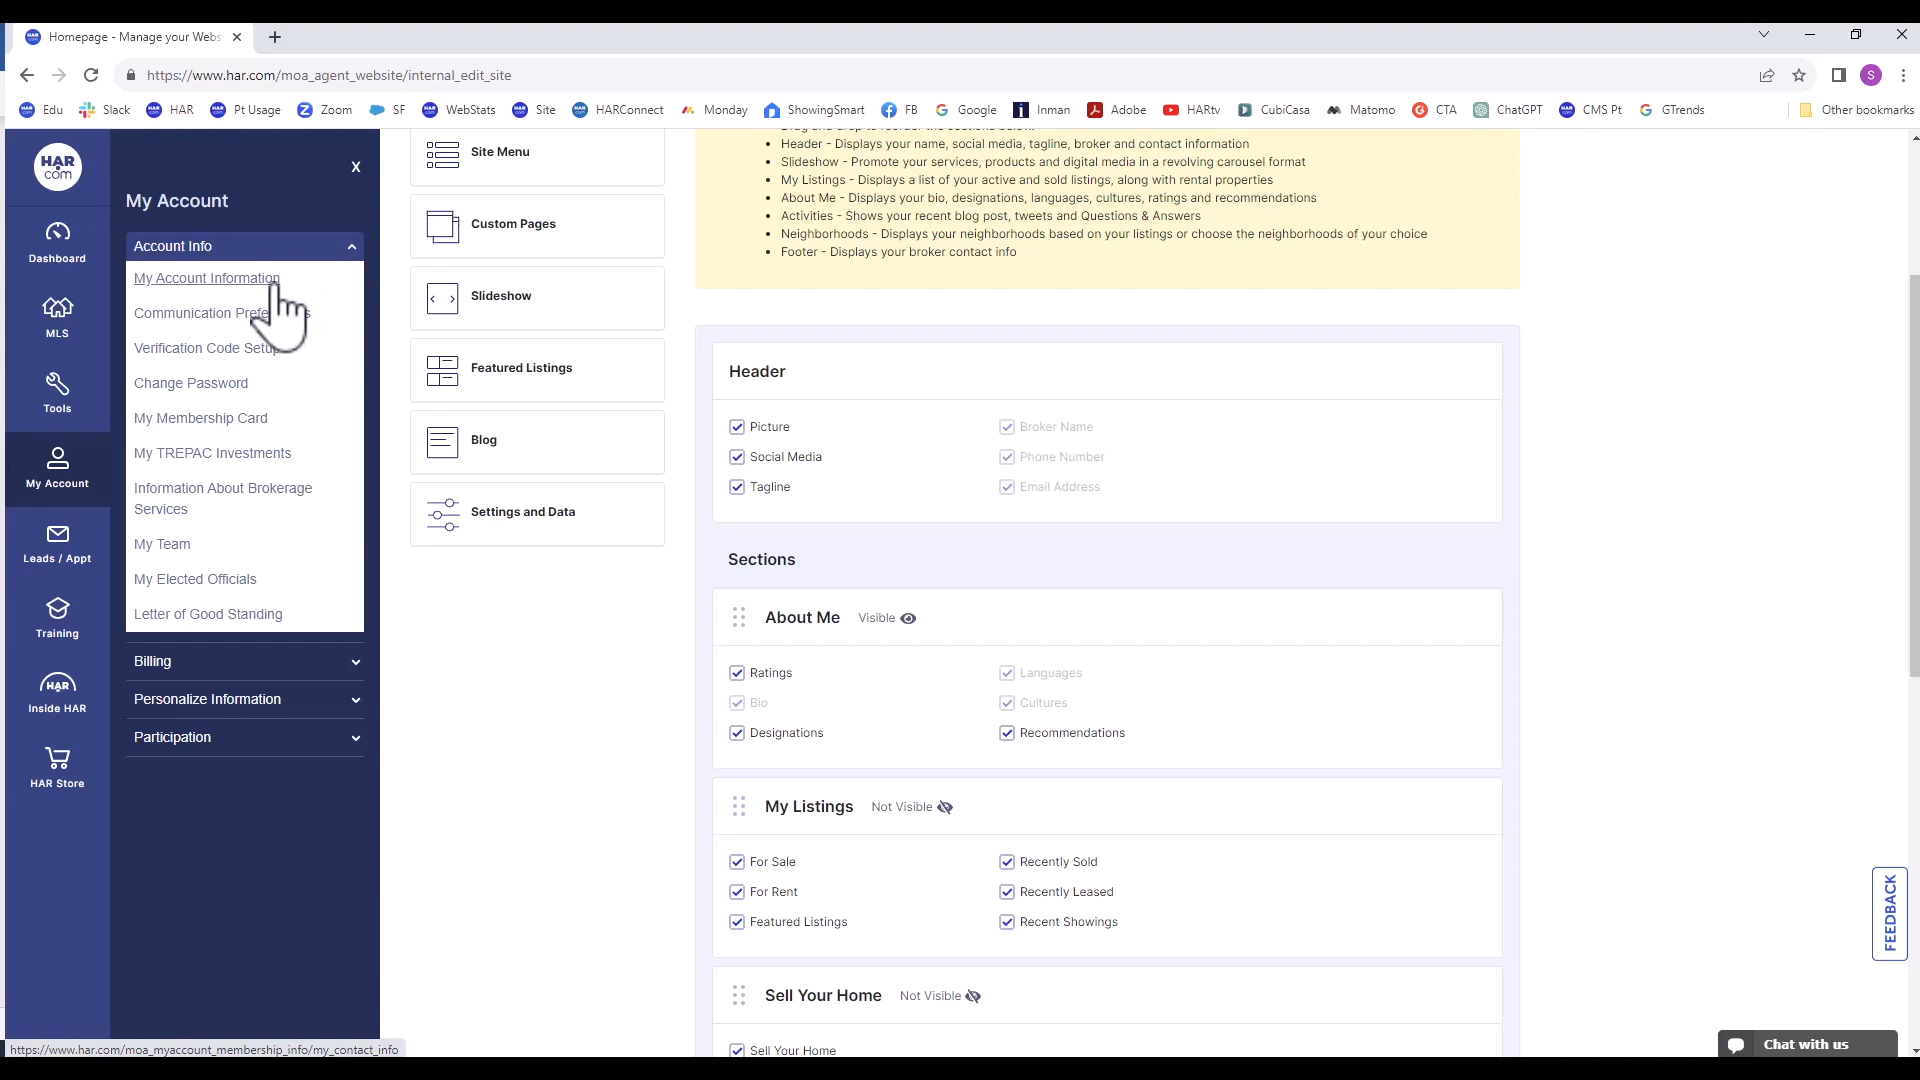 Homepage - Manage your Webs
https://www.har.com/moa_agent_website/internal_edit_site
S
Edu Slack HAR Pt Usage Zoom SF WebStats Site HARConnect Monday ShowingSmart FB Google Inman Adobe HARtv CubiCasa Matomo CTA ChatGPT CMS Pt GTrends Other bookmarks
HAR
com
Dashboard
MLS
Tools
My Account
Leads / Appt
Training
HAR
Inside HAR
HAR Store
X
My Account
Account Info
My Account Information
Communication Prefe s
Verification Code Setup
Change Password
My Membership Card
My TREPAC Investments
Information About Brokerage
Services
My Team
My Elected Officials
Letter of Good Standing
Billing
Personalize Information
Participation
Site Menu
Custom Pages
Slideshow
Featured Listings
Blog
Settings and Data
Drag and drop to reorder the sections below.
• Header - Displays your name, social media, tagline, broker and contact information
• Slideshow - Promote your services, products and digital media in a revolving carousel format
• My Listings - Displays a list of your active and sold listings, along with rental properties
• About Me - Displays your bio, designations, languages, cultures, ratings and recommendations
• Activities - Shows your recent blog post, tweets and Questions & Answers
• Neighborhoods - Displays your neighborhoods based on your listings or choose the neighborhoods of your choice
• Footer - Displays your broker contact info
Header
Picture Broker Name
Social Media Phone Number
Tagline Email Address
Sections
About Me Visible
Ratings Languages
Bio Cultures
Designations Recommendations
My Listings Not Visible
For Sale Recently Sold
For Rent Recently Leased
Featured Listings Recent Showings
Sell Your Home Not Visible
Sell Your Home
FEEDBACK
Chat with us
https://www.har.com/moa_myaccount_membership_info/my_contact_info